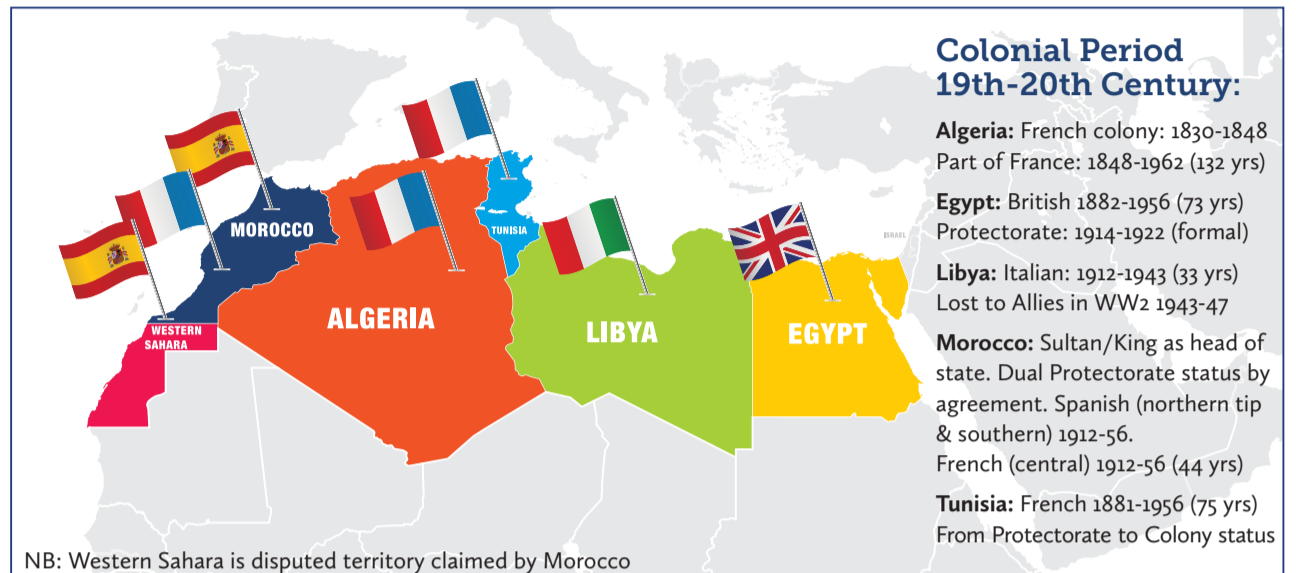 Colonial Period
19th-20th Century:
Algeria: French colony: 1830-1848
Part of France: 1848-1962 (132 yrs)
Egypt: British 1882-1956 (73 yrs)
Protectorate: 1914-1922 (formal)
Libya: Italian: 1912-1943 (33 yrs)
Lost to Allies in WW2 1943-47
Morocco: Sultan/King as head of
state. Dual Protectorate status by
agreement. Spanish (northern tip
& southern) 1912-56.
French (central) 1912-56 (44 yrs)
Tunisia: French 1881-1956 (75 yrs)
From Protectorate to Colony status
MOROCCO
WESTERN
SAHARA
ALGERIA
TUNISIA
LIBYA
EGYPT
ISRAEL
NB: Western Sahara is disputed territory claimed by Morocco